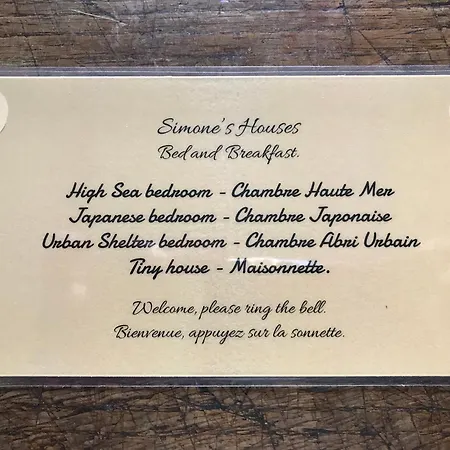 Simone's Houses
Bed and Breakfast.
High Sea bedroom - Chambre Haute Mer
Japanese bedroom - Chambre Japonaise
Urban Shelter bedroom - Chambre Abri Urbain
Tiny house - Maisonnette.
Welcome, please ring the bell.
Bienvenue, appuyez sur la sonnette.